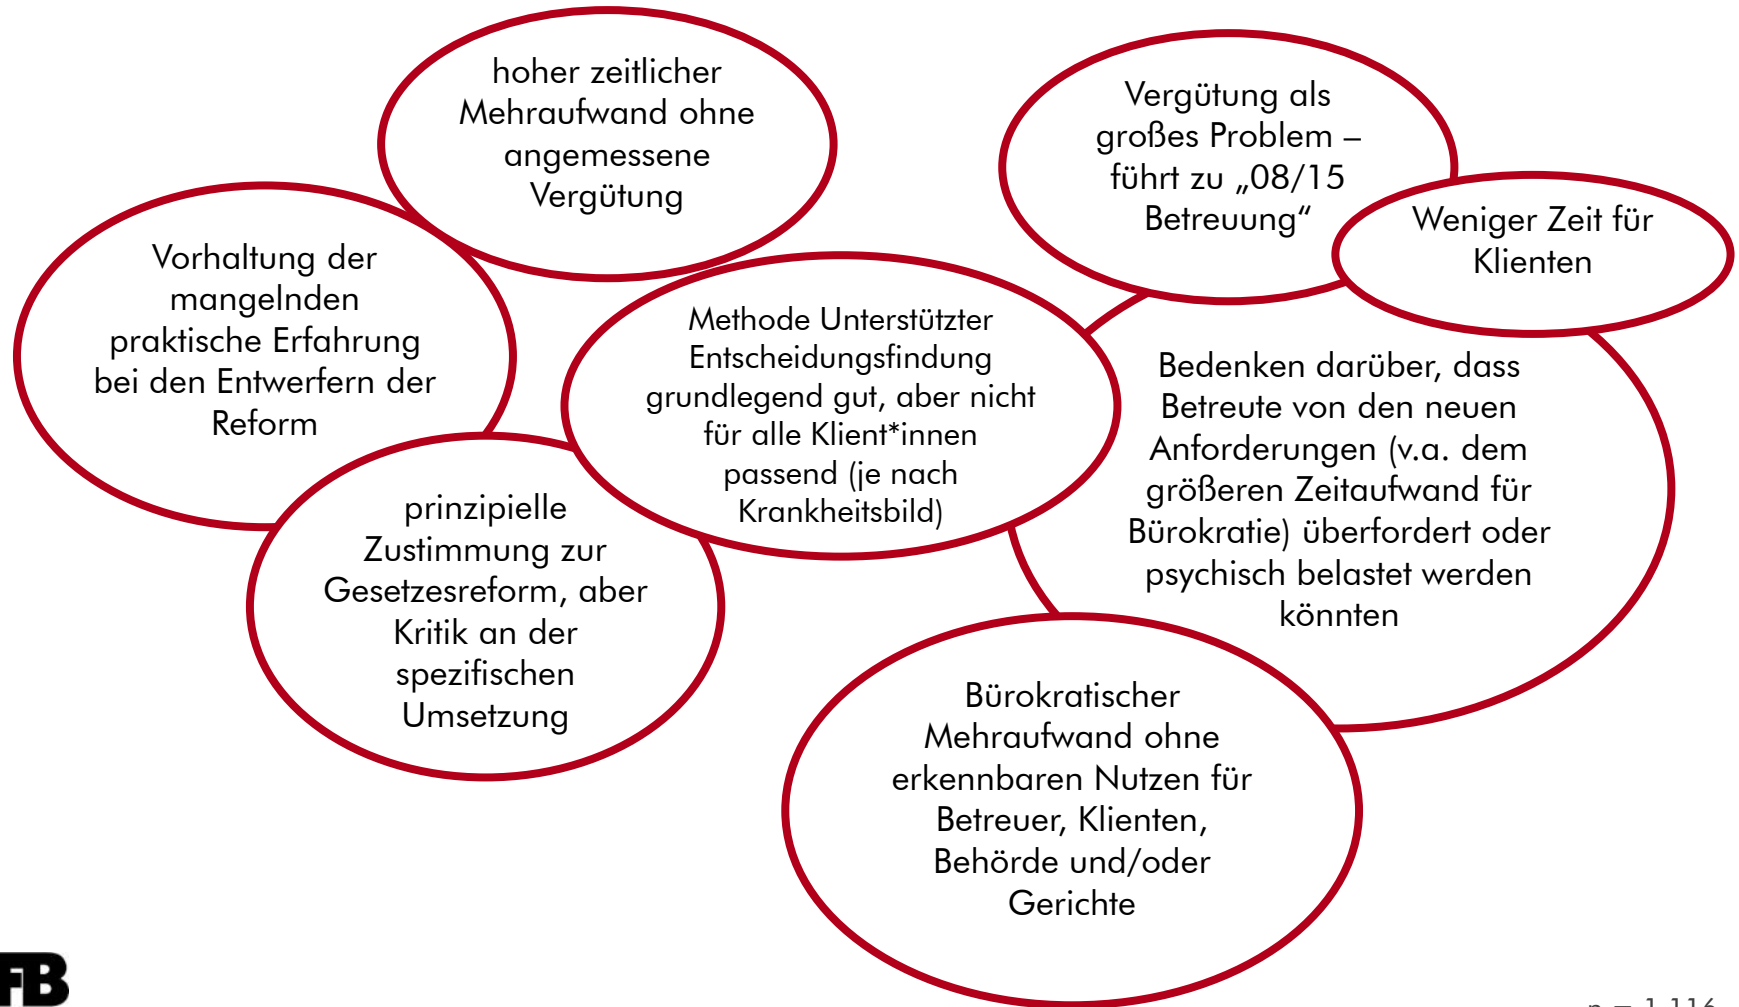 hoher zeitlicher
Mehraufwand ohne
angemessene
Vergütung
Vergütung als
großes Problem –
führt zu „08/15
Betreuung“
Weniger Zeit für
Klienten
Vorhaltung der
mangelnden
praktische Erfahrung
bei den Entwerfern der
Reform
Methode Unterstützter
Entscheidungsfindung
grundlegend gut, aber nicht
für alle Klient*innen
passend (je nach
Krankheitsbild)
Bedenken darüber, dass
Betreute von den neuen
Anforderungen (v.a. dem
größeren Zeitaufwand für
Bürokratie) überfordert oder
psychisch belastet werden
könnten
prinzipielle
Zustimmung zur
Gesetzesreform, aber
Kritik an der
spezifischen
Umsetzung
Bürokratischer
Mehraufwand ohne
erkennbaren Nutzen für
Betreuer, Klienten,
Behörde und/oder
Gerichte
FB
n = 1.116